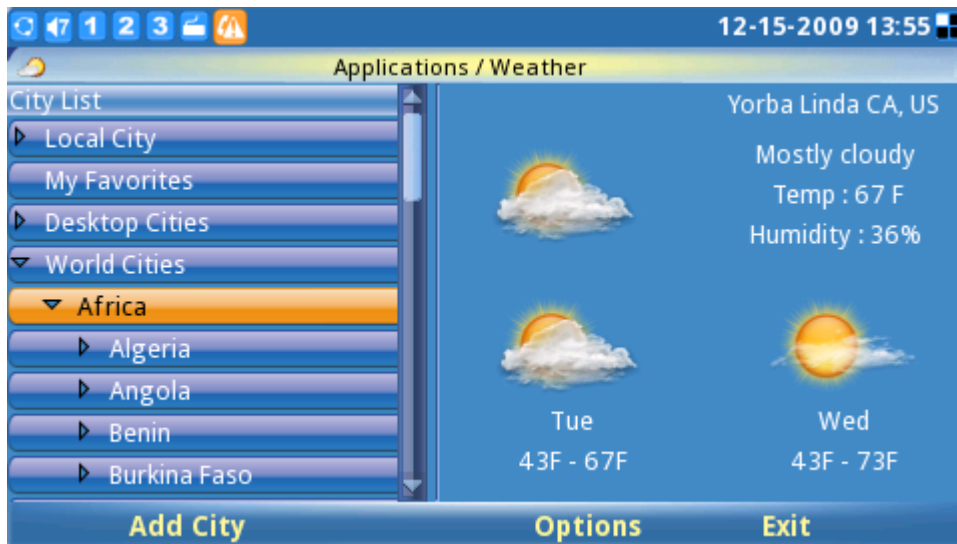 47 1 2 3 12-15-2009 13:55
Applications / Weather
City List
Local City
My Favorites
Desktop Cities
World Cities
Africa
Algeria
Angola
Benin
Burkina Faso
Yorba Linda CA, US
Mostly cloudy
Temp : 67 F
Humidity : 36%
Tue
43F - 67F
Wed
43F - 73F
Add City
Options
Exit